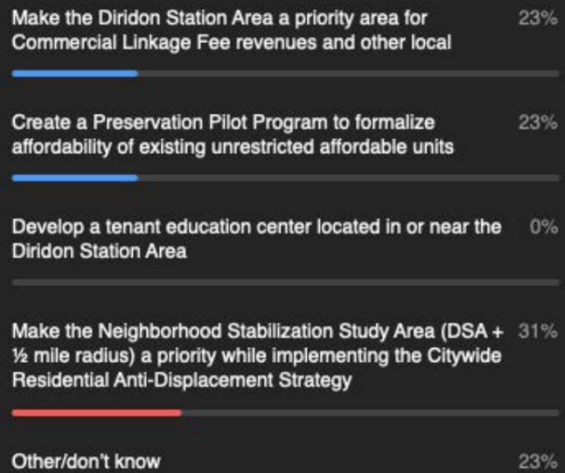 Make the Diridon Station Area a priority area for 23%
Commercial Linkage Fee revenues and other local
Create a Preservation Pilot Program to formalize 23%
affordability of existing unrestricted affordable units
Develop a tenant education center located in or near the 0%
Diridon Station Area
Make the Neighborhood Stabilization Study Area (DSA + 31%
½ mile radius) a priority while implementing the Citywide
Residential Anti-Displacement Strategy
Other/don't know 23%